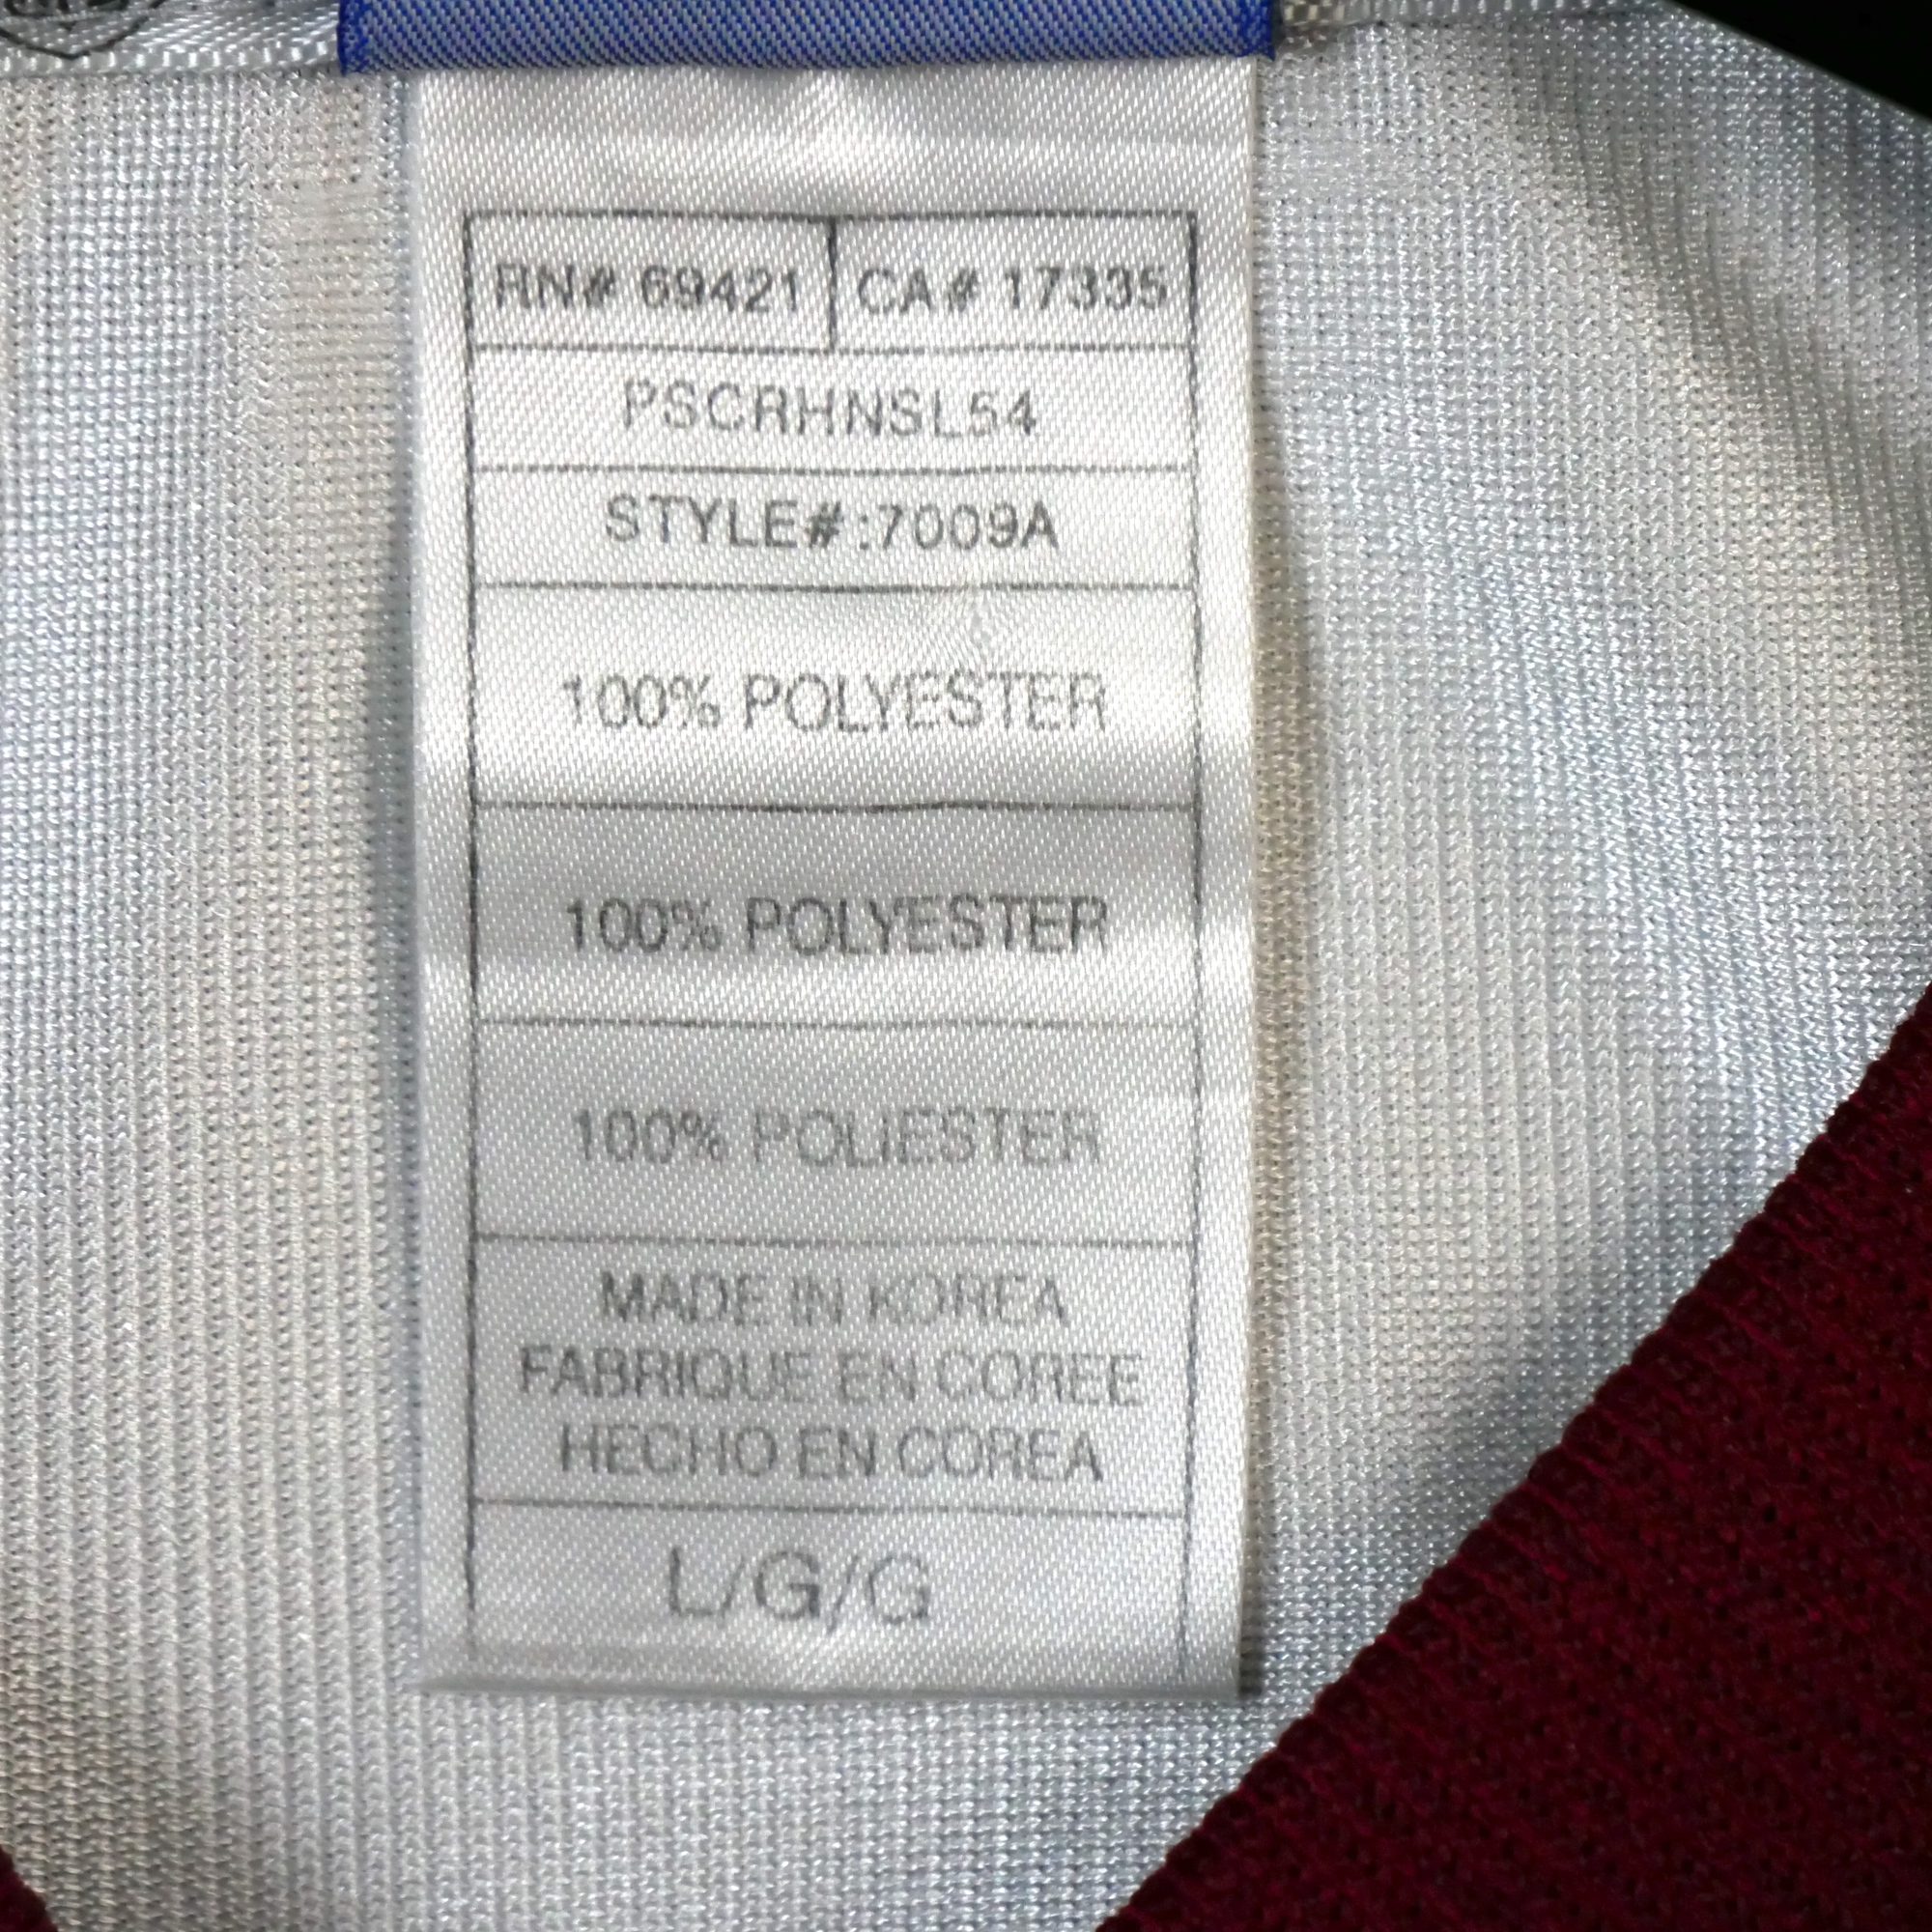 RN# 69421 CA# 17335
PSCRHNSL54
STYLE#:7009A
100% POLYESTER
100% POLYESTER
100% POLIESTER
MADE IN KOREA
FABRIQUE EN COREE
HECHO EN COREA
L/G/G